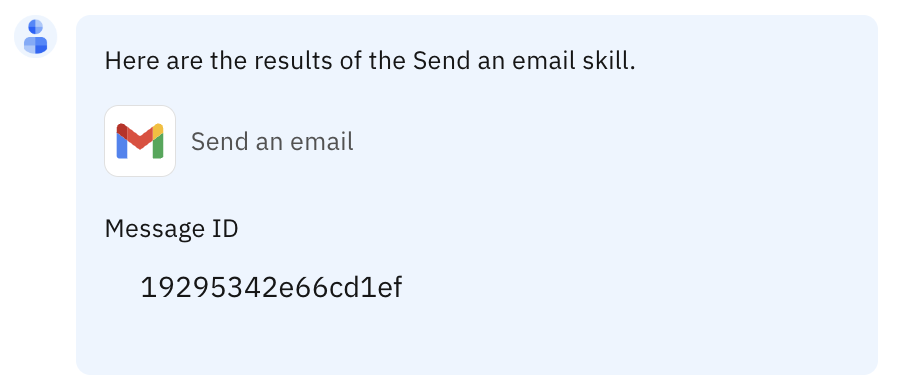 Here are the results of the Send an email skill.
Send an email
Message ID
19295342e66cd1ef